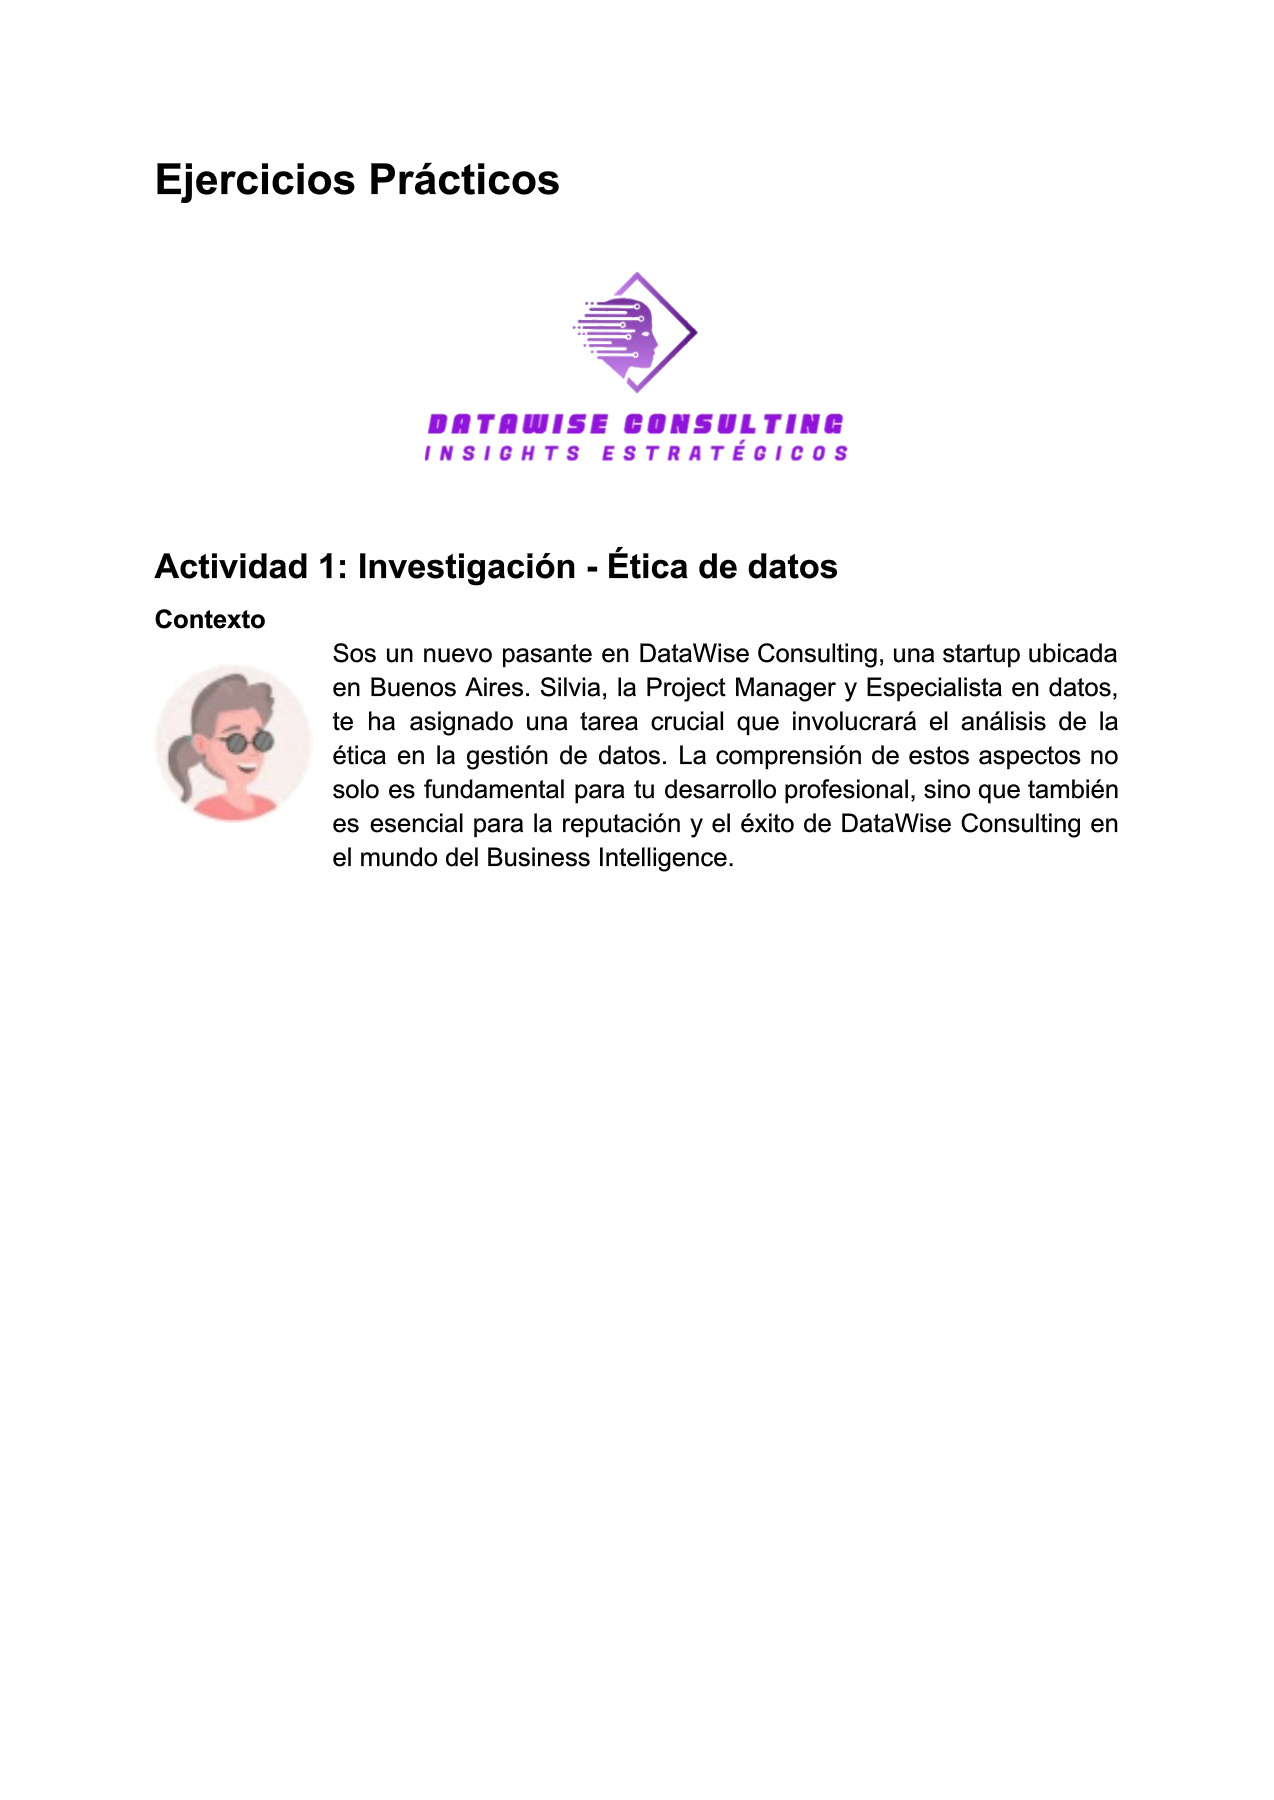 Ejercicios Prácticos
DATAWISE CONSULTING
INSIGHTS ESTRATÉGICOS
Actividad 1: Investigación - Ética de datos
Contexto
Sos un nuevo pasante en DataWise Consulting, una startup ubicada
en Buenos Aires. Silvia, la Project Manager y Especialista en datos,
te ha asignado una tarea crucial que involucrará el análisis de la
ética en la gestión de datos. La comprensión de estos aspectos no
solo es fundamental para tu desarrollo profesional, sino que también
es esencial para la reputación y el éxito de DataWise Consulting en
el mundo del Business Intelligence.